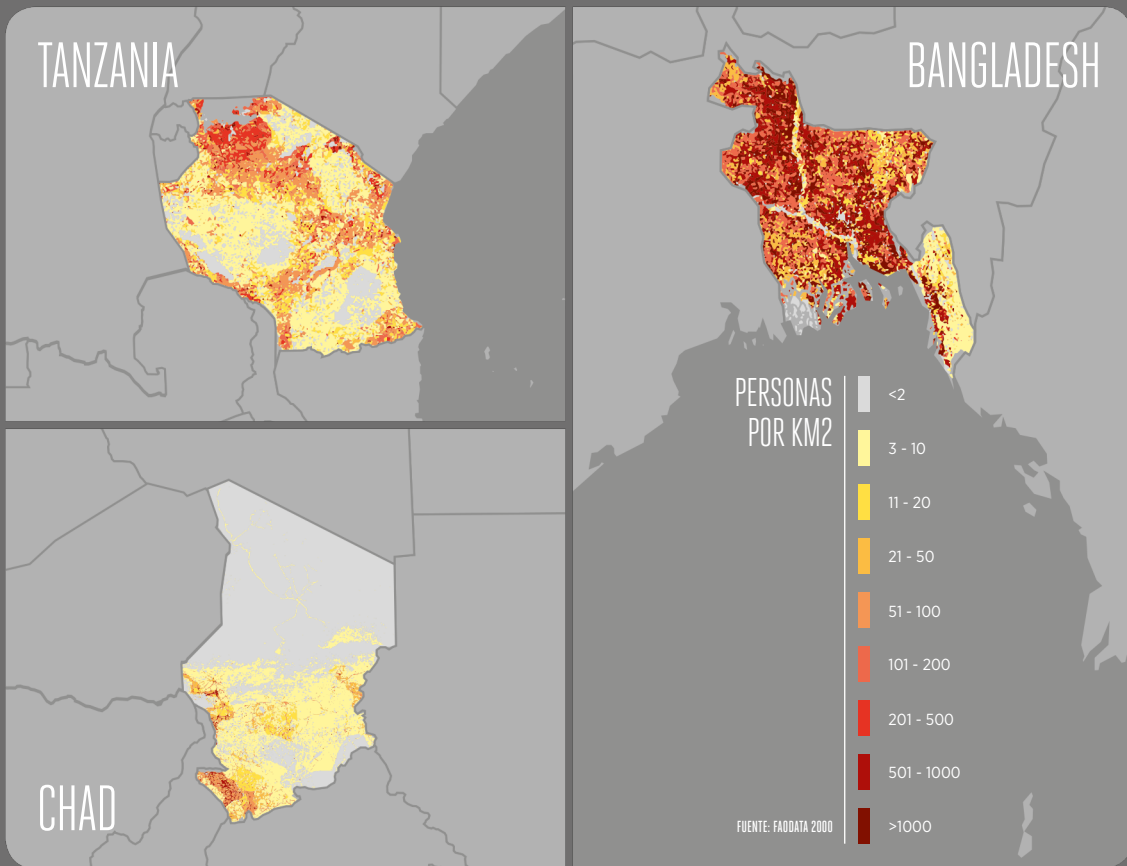 TANZANIA
BANGLADESH
CHAD
PERSONAS
POR KM2
<2
3 - 10
11 - 20
21 - 50
51 - 100
101 - 200
201 - 500
501 - 1000
>1000
FUENTE: FAODATA 2000